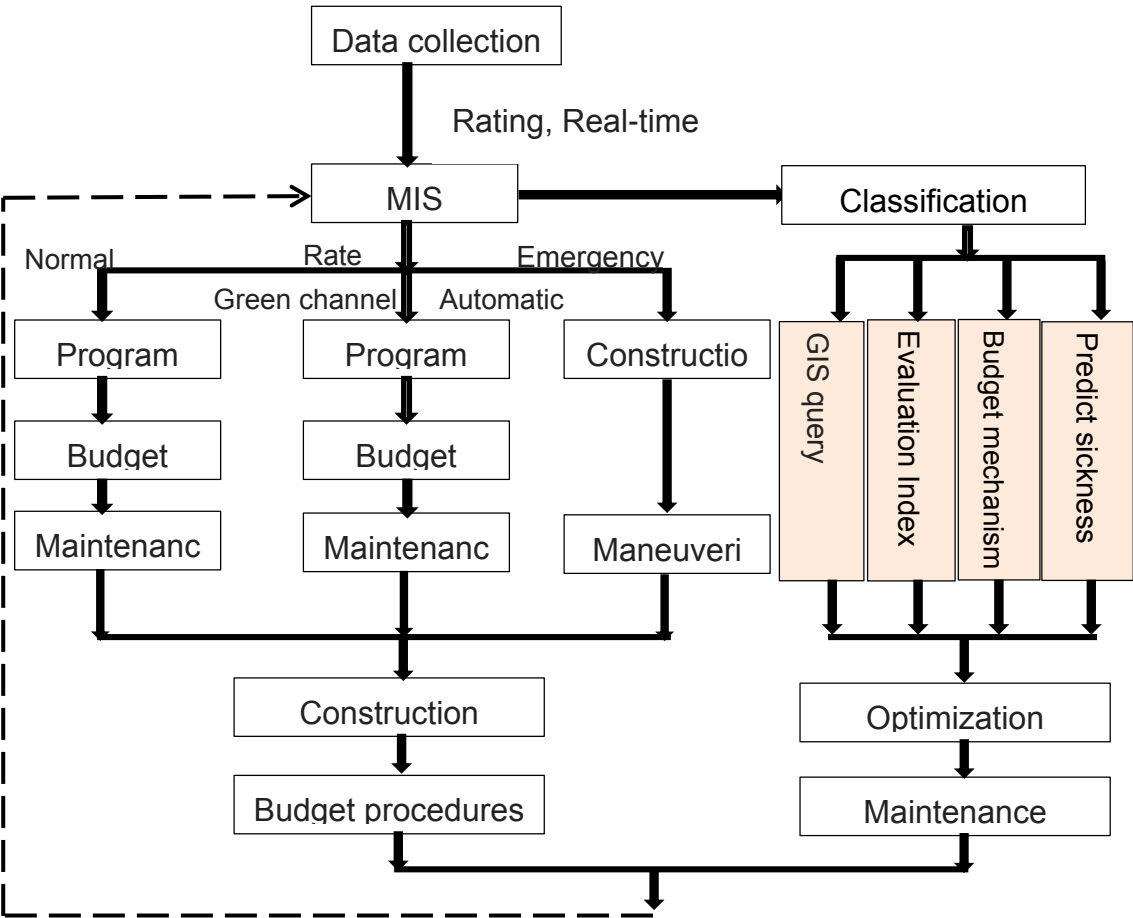 Data collection
Rating, Real-time
MIS
Classification
Normal
Rate
Emergency
Green channel
Automatic
Program
Program
Constructio
GIS query
Evaluation Index
Budget mechanism
Predict sickness
Budget
Budget
Maintenanc
Maintenanc
Maneuveri
Construction
Optimization
Budget procedures
Maintenance